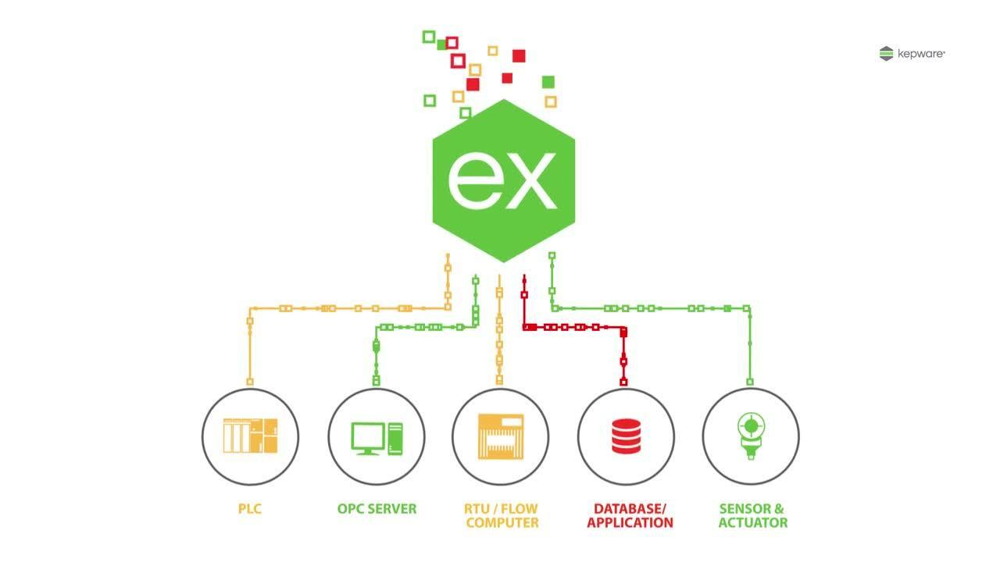 kepware
ex
PLC
OPC SERVER
RTU / FLOW
COMPUTER
DATABASE/
APPLICATION
SENSOR &
ACTUATOR